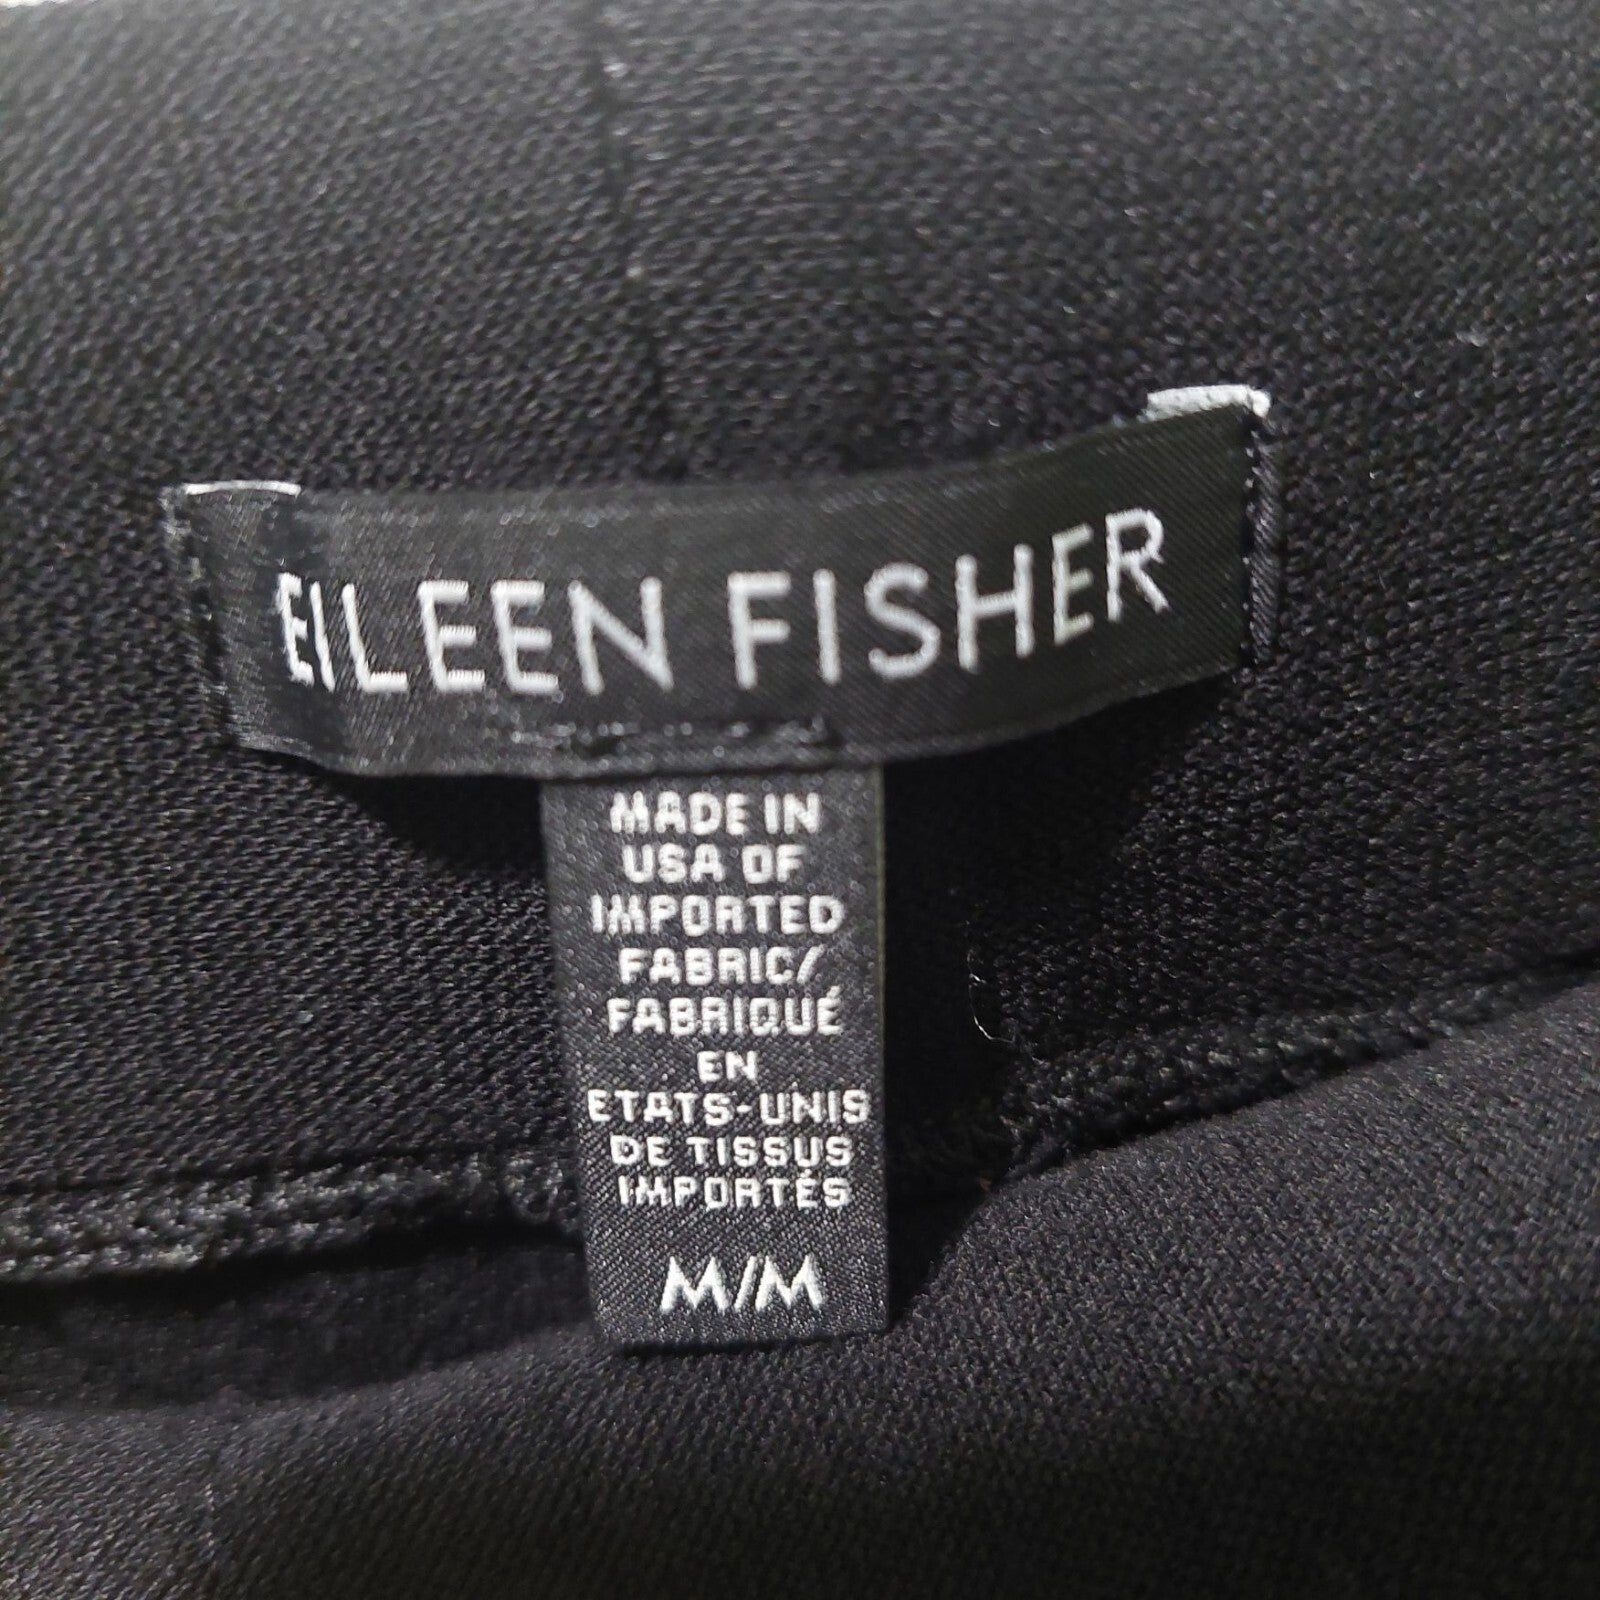 EILEEN FISHER
MADE IN
USA OF
IMPORTED
FABRIC/
FABRIQUÉ
EN
ETATS-UNIS
DE TISSUS
IMPORTÉS
M/M